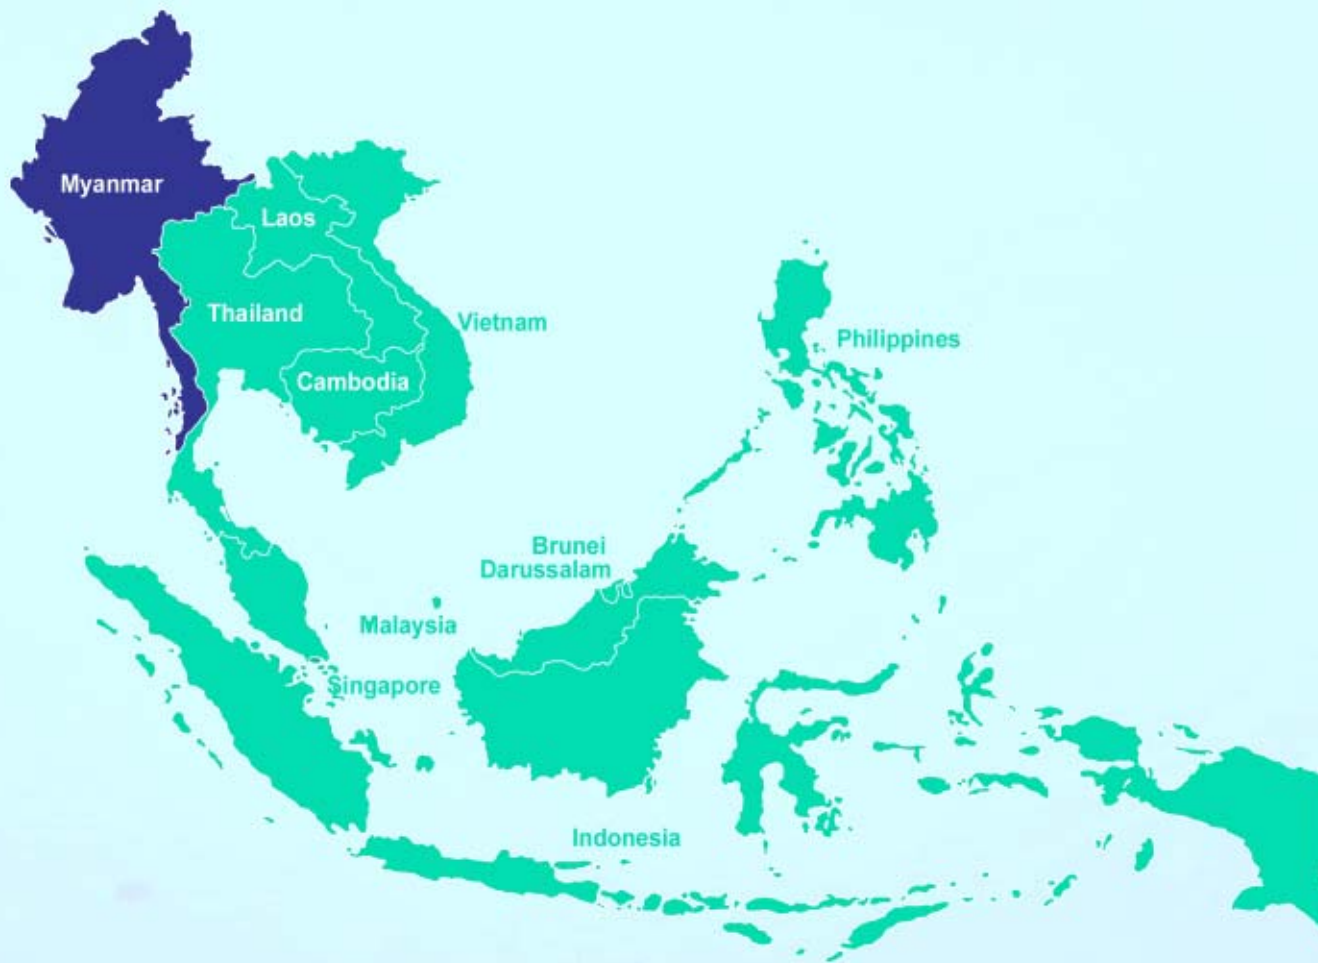 Myanmar
Laos
Thailand
Vietnam
Philippines
Cambodia
Brunei
Darussalam
Malaysia
Singapore
Indonesia